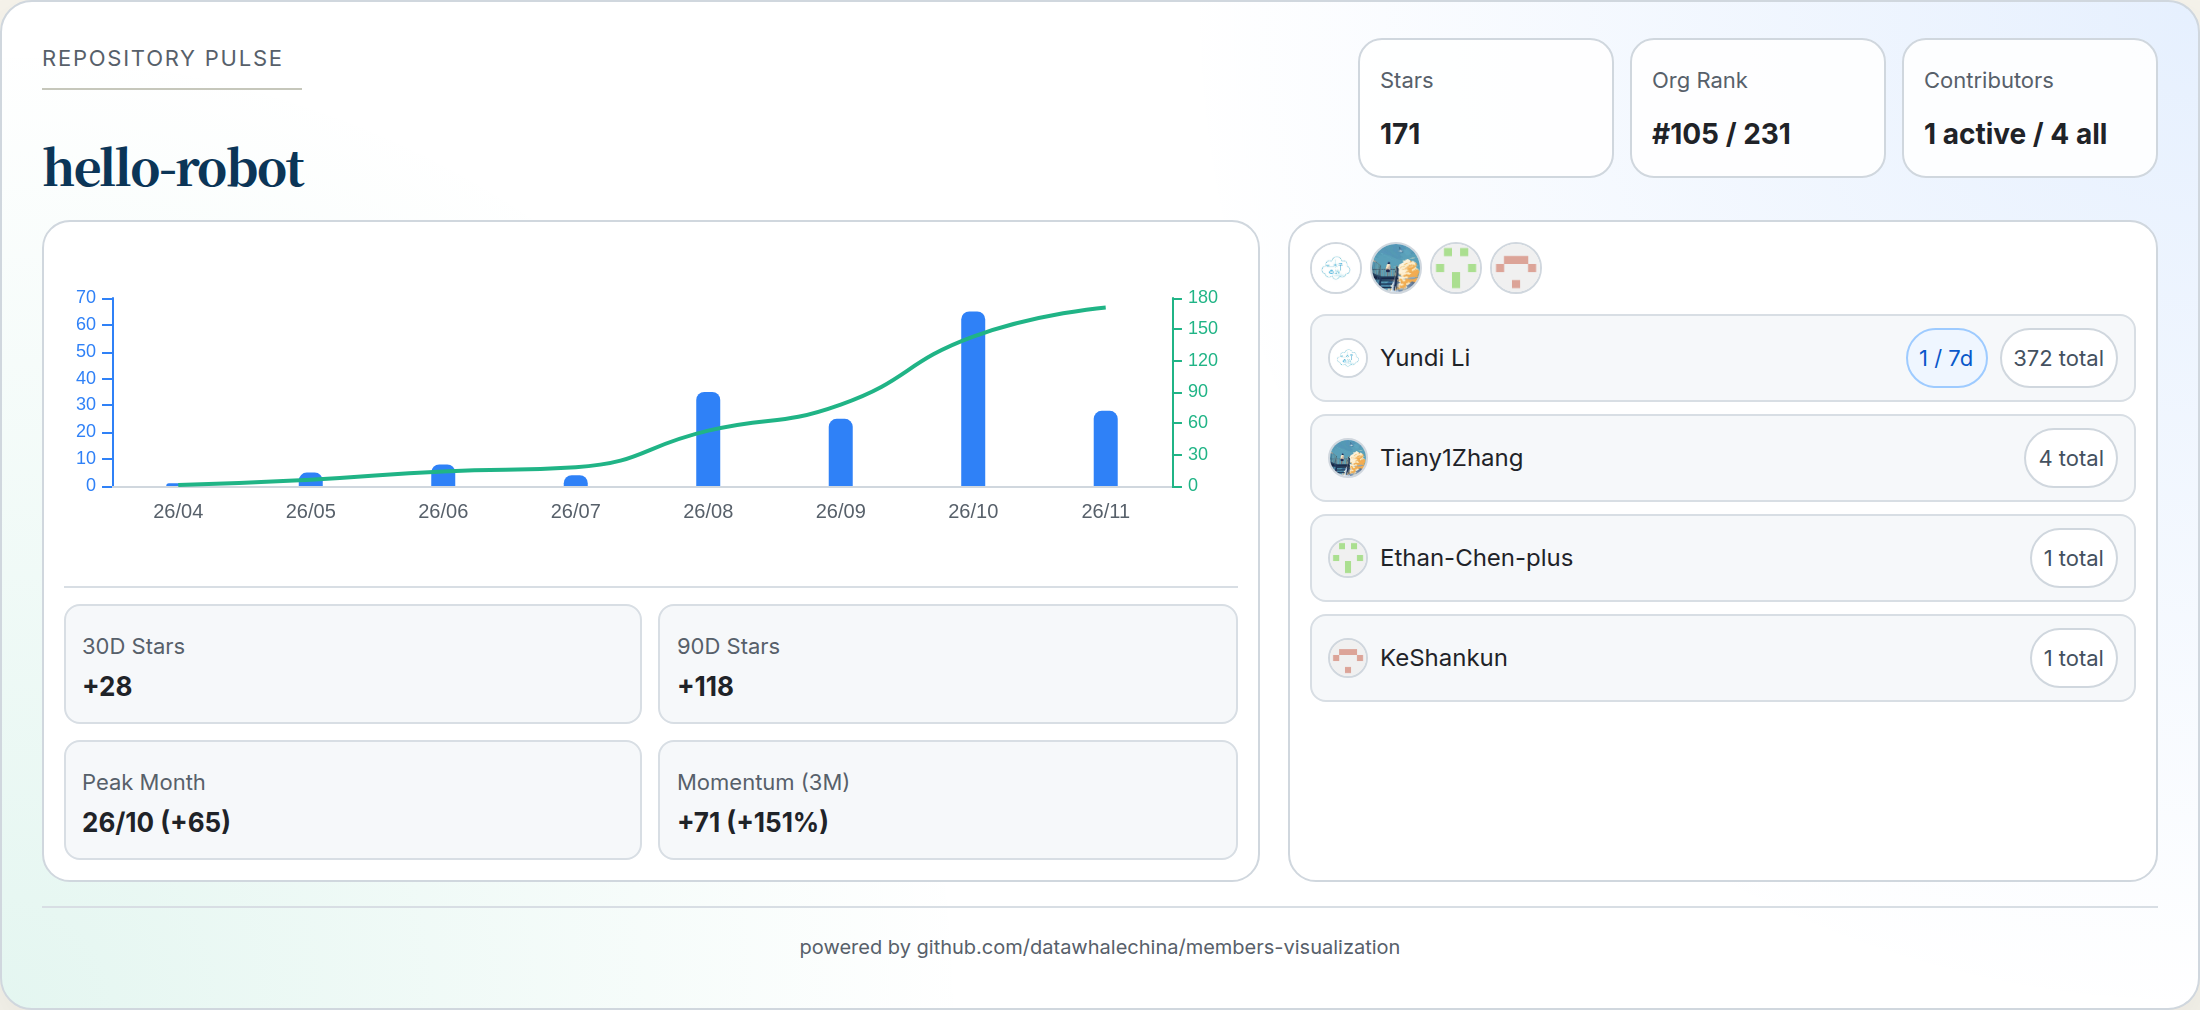 REPOSITORY PULSE
hello-robot
Stars
171
Org Rank
#105 / 231
Contributors
1 active / 4 all
70
60
50
40
30
20
10
0
180
150
120
90
60
30
0
26/04 26/05 26/06 26/07 26/08 26/09 26/10 26/11
30D Stars
+28
90D Stars
+118
Peak Month
26/10 (+65)
Momentum (3M)
+71 (+151%)
Yundi Li 1 / 7d 372 total
Tiany1Zhang 4 total
Ethan-Chen-plus 1 total
KeShankun 1 total
powered by github.com/datawhalechina/members-visualization